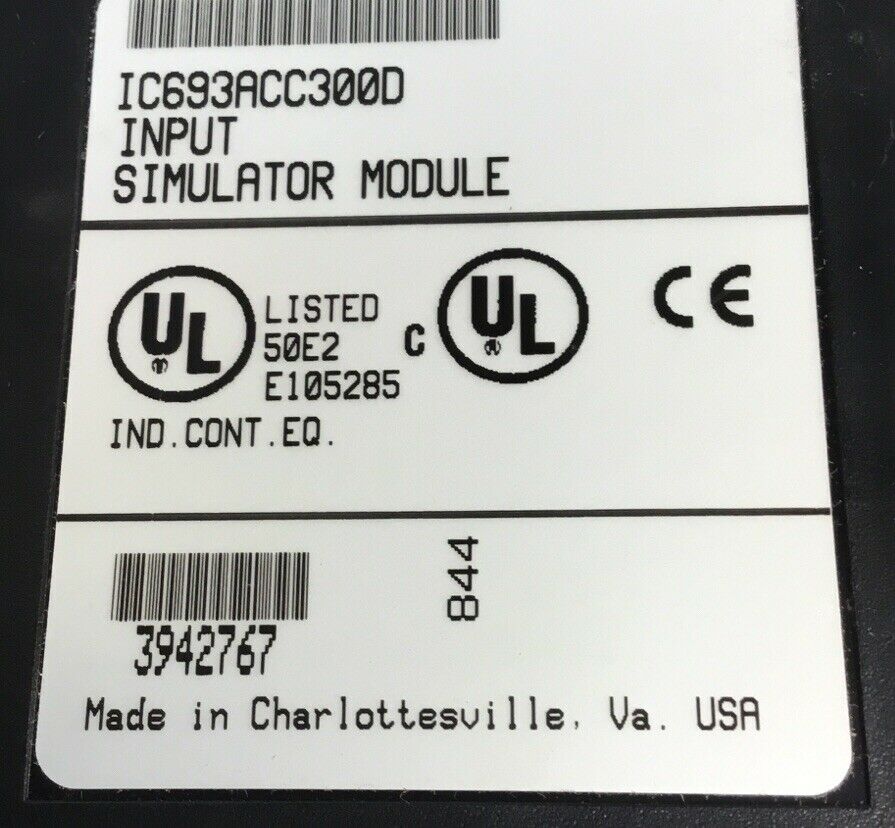 IC693ACC300D
INPUT
SIMULATOR MODULE
UL LISTED
50E2
E105285
IND.CONT.EQ.
C UL CE
844
3942767
Made in Charlottesville, Va. USA